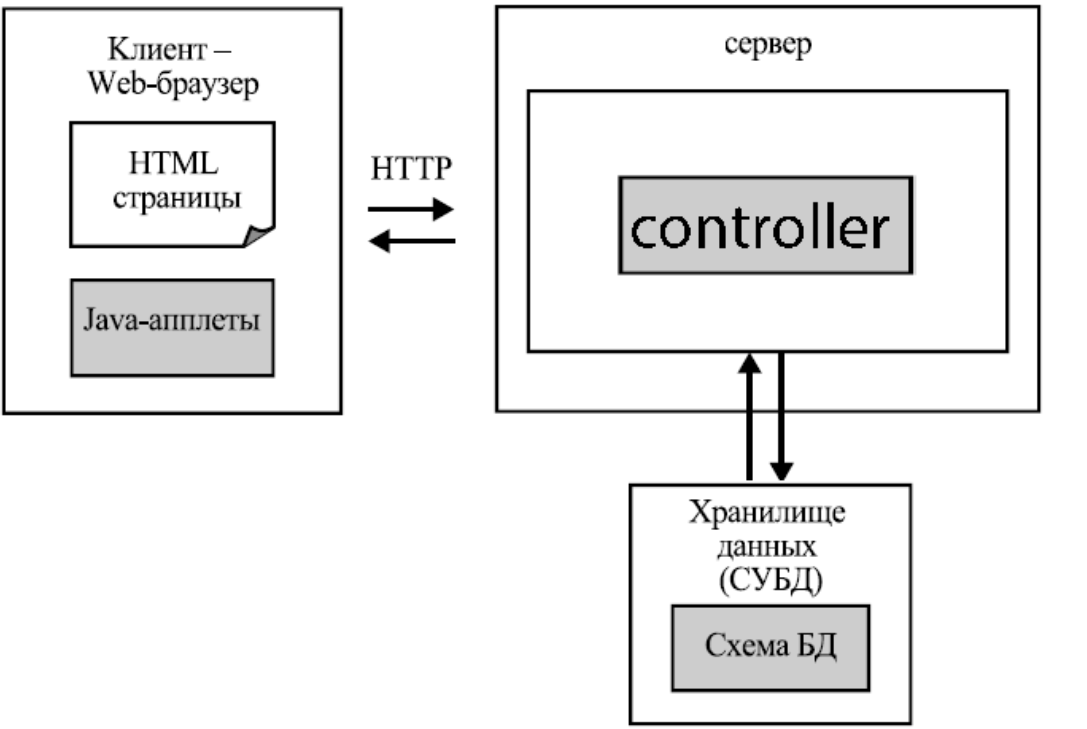 Клиент –
Web-браузер
HTML
страницы
Java-апплеты
HTTP
сервер
controller
Хранилище
данных
(СУБД)
Схема БД